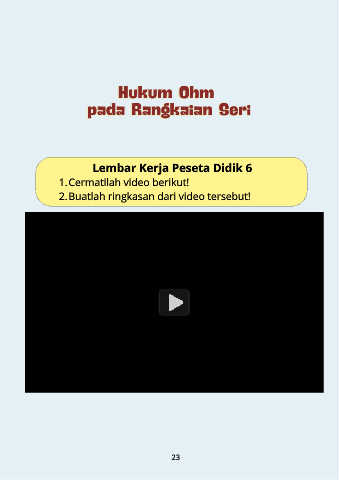 Hukum Ohm
pada Rangkaian Seri
Lembar Kerja Peseta Didik 6
1. Cermatilah video berikut!
2. Buatlah ringkasan dari video tersebut!
23